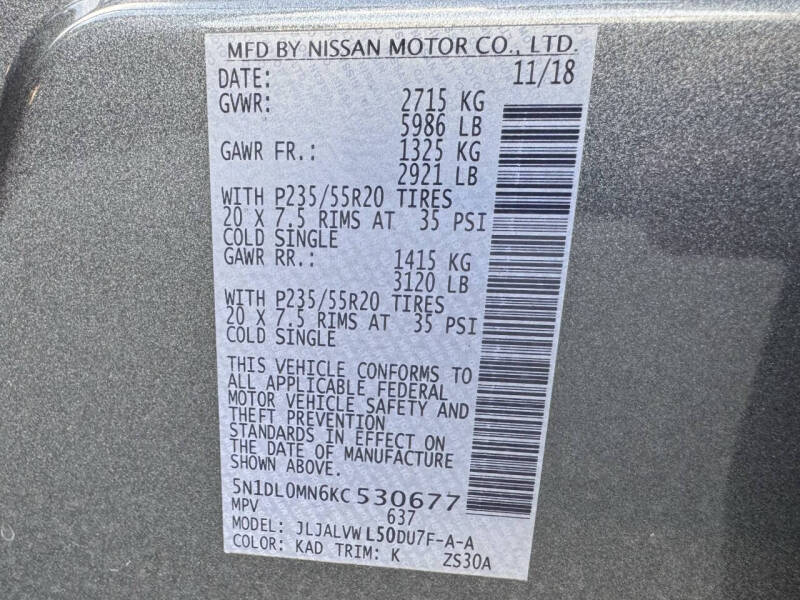 MFD BY NISSAN MOTOR CO., LTD.
DATE: 11/18
GVWR: 2715 KG
5986 LB
GAWR FR.: 1325 KG
2921 LB
WITH P235/55R20 TIRES
20 X 7.5 RIMS AT 35 PSI
COLD SINGLE
GAWR RR.: 1415 KG
3120 LB
WITH P235/55R20 TIRES
20 X 7.5 RIMS AT 35 PSI
COLD SINGLE
THIS VEHICLE CONFORMS TO
ALL APPLICABLE FEDERAL
MOTOR VEHICLE SAFETY AND
THEFT PREVENTION
STANDARDS IN EFFECT ON
THE DATE OF MANUFACTURE
SHOWN ABOVE.
5N1DL0MN6KC530677
MPV 637
MODEL: JLJALVWL50DU7F-A-A
COLOR: KAD TRIM: K ZS30A